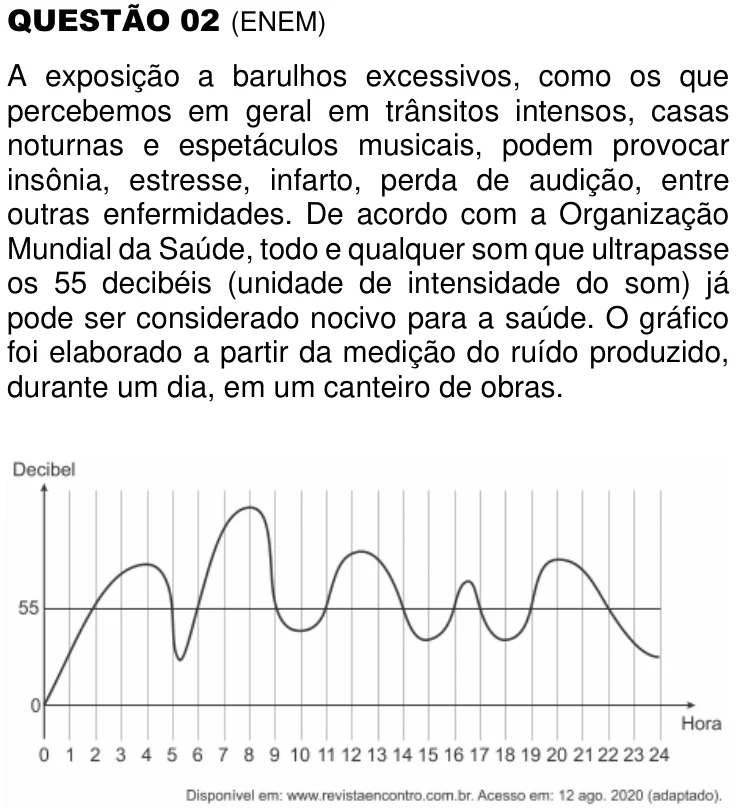 QUESTÃO 02 (ENEM)
A exposição a barulhos excessivos, como os que
percebemos em geral em trânsitos intensos, casas
noturnas e espetáculos musicais, podem provocar
insônia, estresse, infarto, perda de audição, entre
outras enfermidades. De acordo com a Organização
Mundial da Saúde, todo e qualquer som que ultrapasse
os 55 decibéis (unidade de intensidade do som) já
pode ser considerado nocivo para a saúde. O gráfico
foi elaborado a partir da medição do ruído produzido,
durante um dia, em um canteiro de obras.
Decibel
55
0
Hora
0 1 2 3 4 5 6 7 8 9 10 11 12 13 14 15 16 17 18 19 20 21 22 23 24
Disponível em: www.revistaencontro.com.br. Acesso em: 12 ago. 2020 (adaptado).